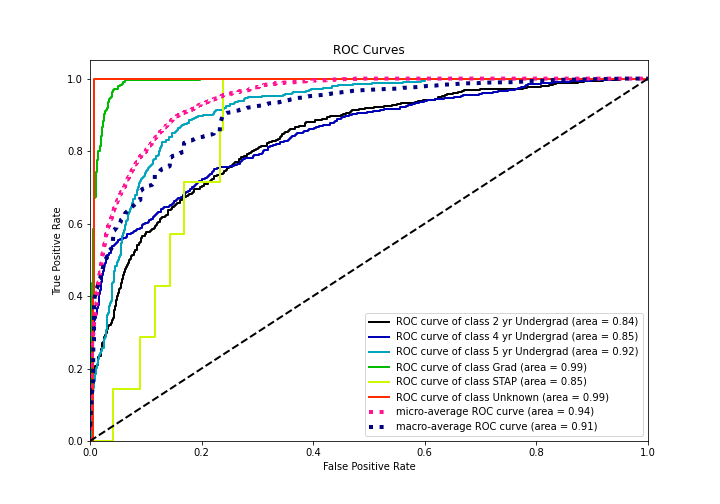 ROC Curves
True Positive Rate
1.0
0.8
0.6
0.4
0.2
0.0
ROC curve of class 2 yr Undergrad (area = 0.84)
ROC curve of class 4 yr Undergrad (area = 0.85)
ROC curve of class 5 yr Undergrad (area = 0.92)
ROC curve of class Grad (area = 0.99)
ROC curve of class STAP (area = 0.85)
ROC curve of class Unknown (area = 0.99)
micro-average ROC curve (area = 0.94)
macro-average ROC curve (area = 0.91)
0.0 0.2 0.4 0.6 0.8 1.0
False Positive Rate